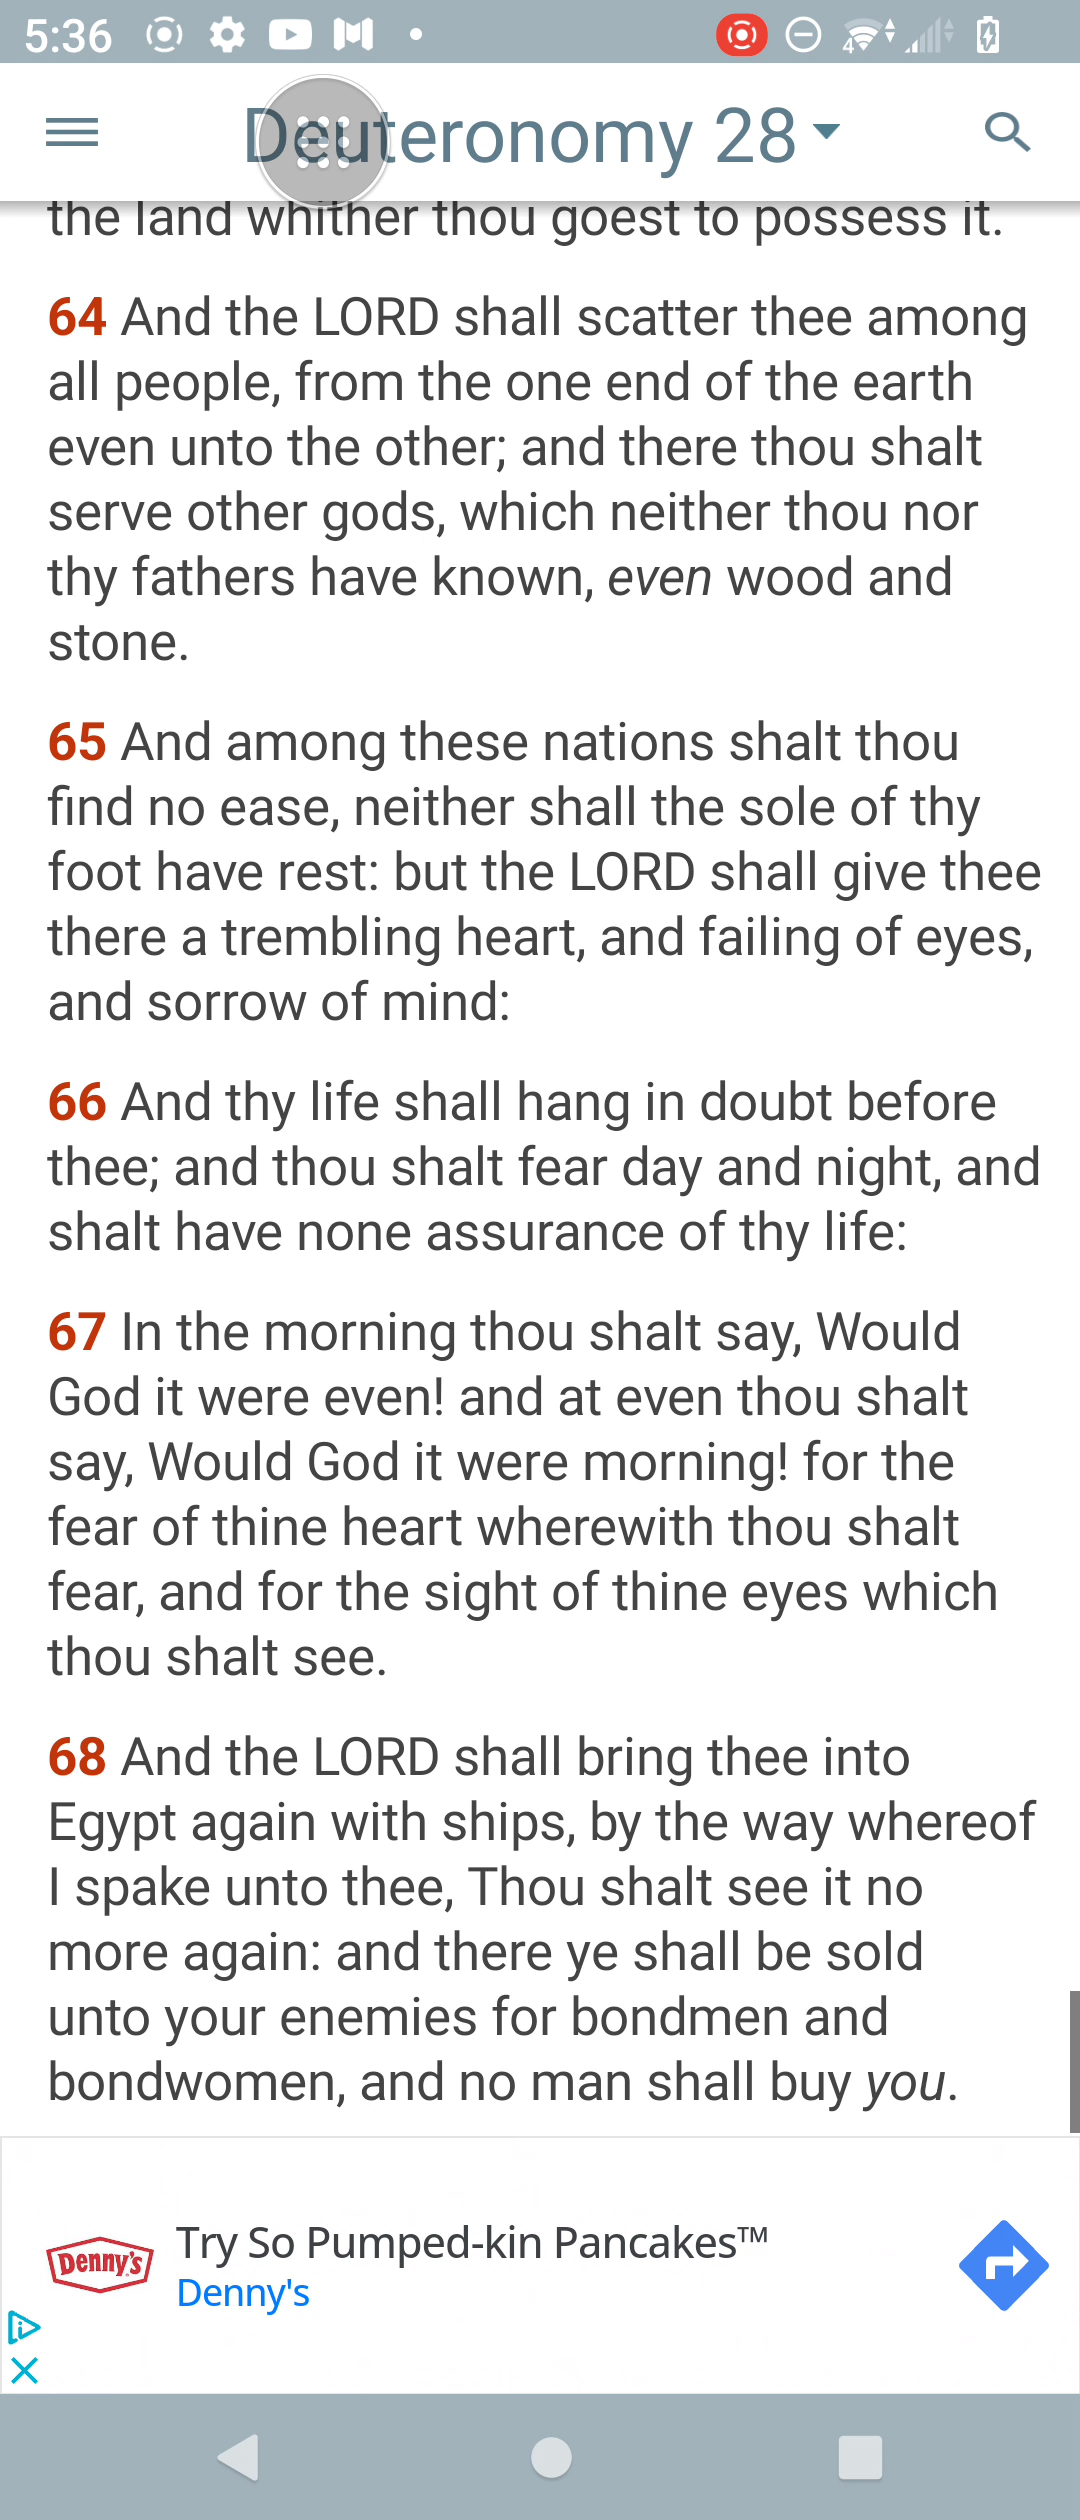 5:36
4
Deuteronomy 28
the land whither thou goest to possess it.
64 And the LORD shall scatter thee among
all people, from the one end of the earth
even unto the other; and there thou shalt
serve other gods, which neither thou nor
thy fathers have known, even wood and
stone.
65 And among these nations shalt thou
find no ease, neither shall the sole of thy
foot have rest: but the LORD shall give thee
there a trembling heart, and failing of eyes,
and sorrow of mind:
66 And thy life shall hang in doubt before
thee; and thou shalt fear day and night, and
shalt have none assurance of thy life:
67 In the morning thou shalt say, Would
God it were even! and at even thou shalt
say, Would God it were morning! for the
fear of thine heart wherewith thou shalt
fear, and for the sight of thine eyes which
thou shalt see.
68 And the LORD shall bring thee into
Egypt again with ships, by the way whereof
I spake unto thee, Thou shalt see it no
more again: and there ye shall be sold
unto your enemies for bondmen and
bondwomen, and no man shall buy you.
Denny's
Try So Pumped-kin Pancakes™
Denny's